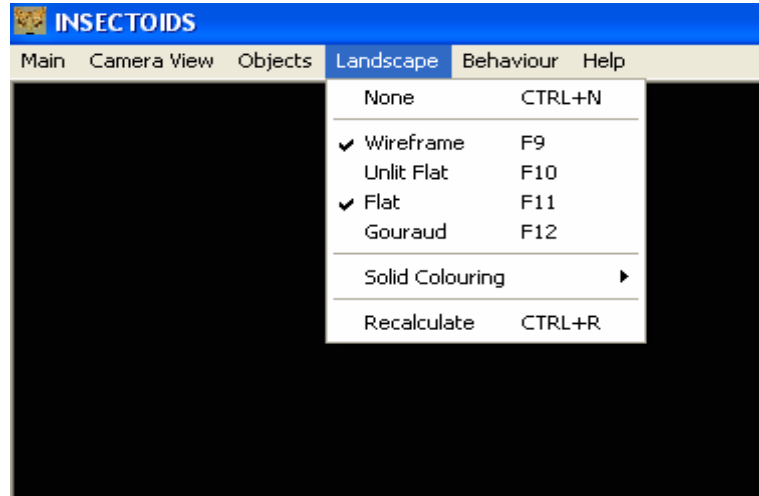 INSECTOIDS
Main Camera View Objects Landscape Behaviour Help
None CTRL+N
Wireframe F9
Unlit Flat F10
Flat F11
Gouraud F12
Solid Colouring
Recalculate CTRL+R